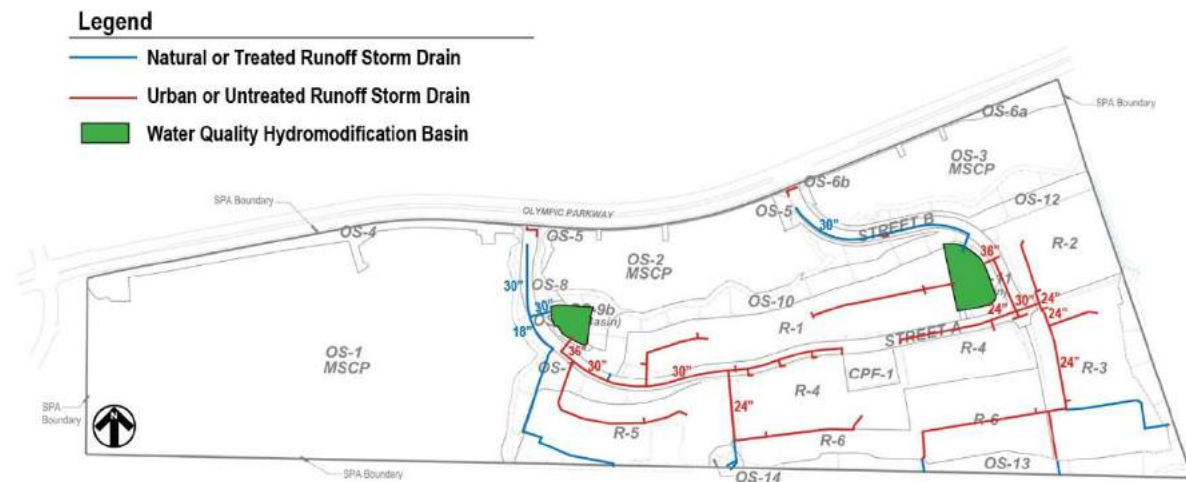 Legend
Natural or Treated Runoff Storm Drain
Urban or Untreated Runoff Storm Drain
Water Quality Hydromodification Basin
SPA Boundary
OS-6a
OS-3
MSCP
OS-6b
SPA Boundary
OS-12
OS-5
OLYMPIC PARKWAY
OS-4
OS-5
30"
STREET B
R-2
36"
OS-2
MSCP
OS-8
30"
30"
OS-10
30"
24"
24"
24"
R-1
18"
STREET A
R-4
OS-1
MSCP
36"
30"
30"
CPF-1
24"
R-3
R-4
24"
SPA
Boundary
N
R-5
R-6
R-6
OS-13
OS-14
SPA Boundary